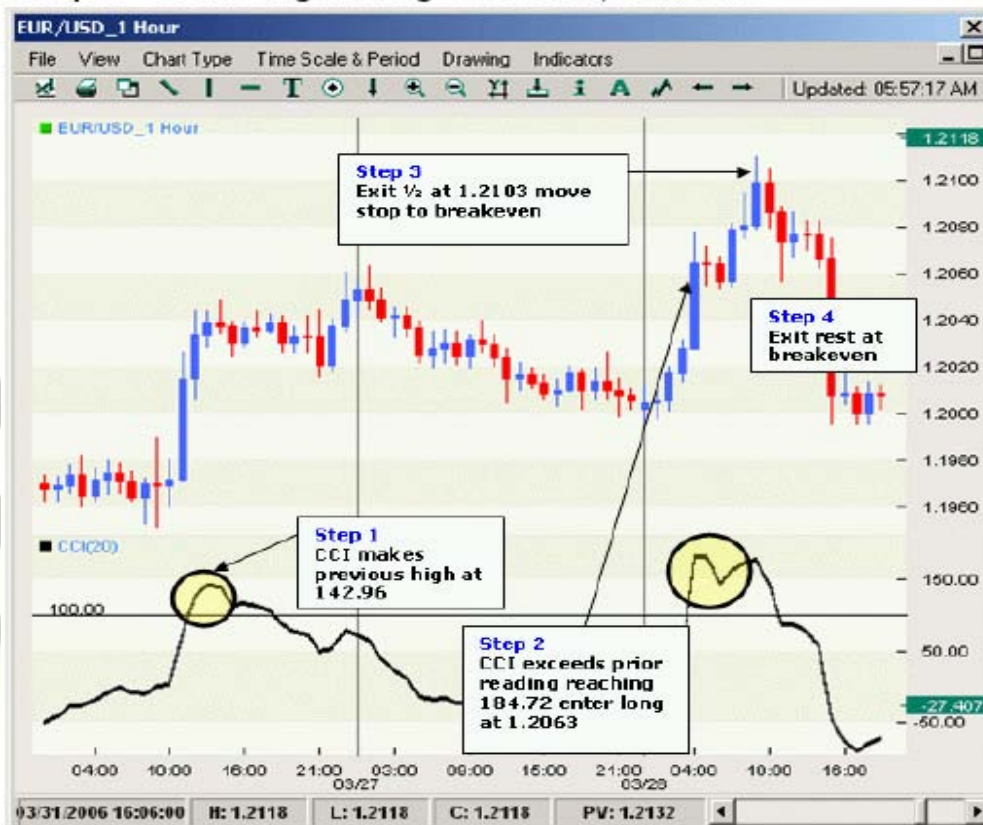 EUR/USD_1 Hour
File View Chart Type Time Scale & Period Drawing Indicators
T A Updated: 05:57:17 AM
EUR/USD_1 Hour
1.2118
Step 3
Exit ½ at 1.2103 move
stop to breakeven
1.2100
1.2080
1.2060
Step 4
Exit rest at
breakeven
1.2040
1.2020
1.2000
1.1980
1.1960
CCI(20)
Step 1
CCI makes
previous high at
142.96
100.00
150.00
Step 2
CCI exceeds prior
reading reaching
184.72 enter long
at 1.2063
50.00
-27.407
-50.00
04:00 10:00 16:00 21:00 03:00 09:00 15:00 21:00 04:00 10:00 16:00
03/27 03/28
03/31/2006 16:06:00 H: 1.2118 L: 1.2118 C: 1.2118 PV: 1.2132